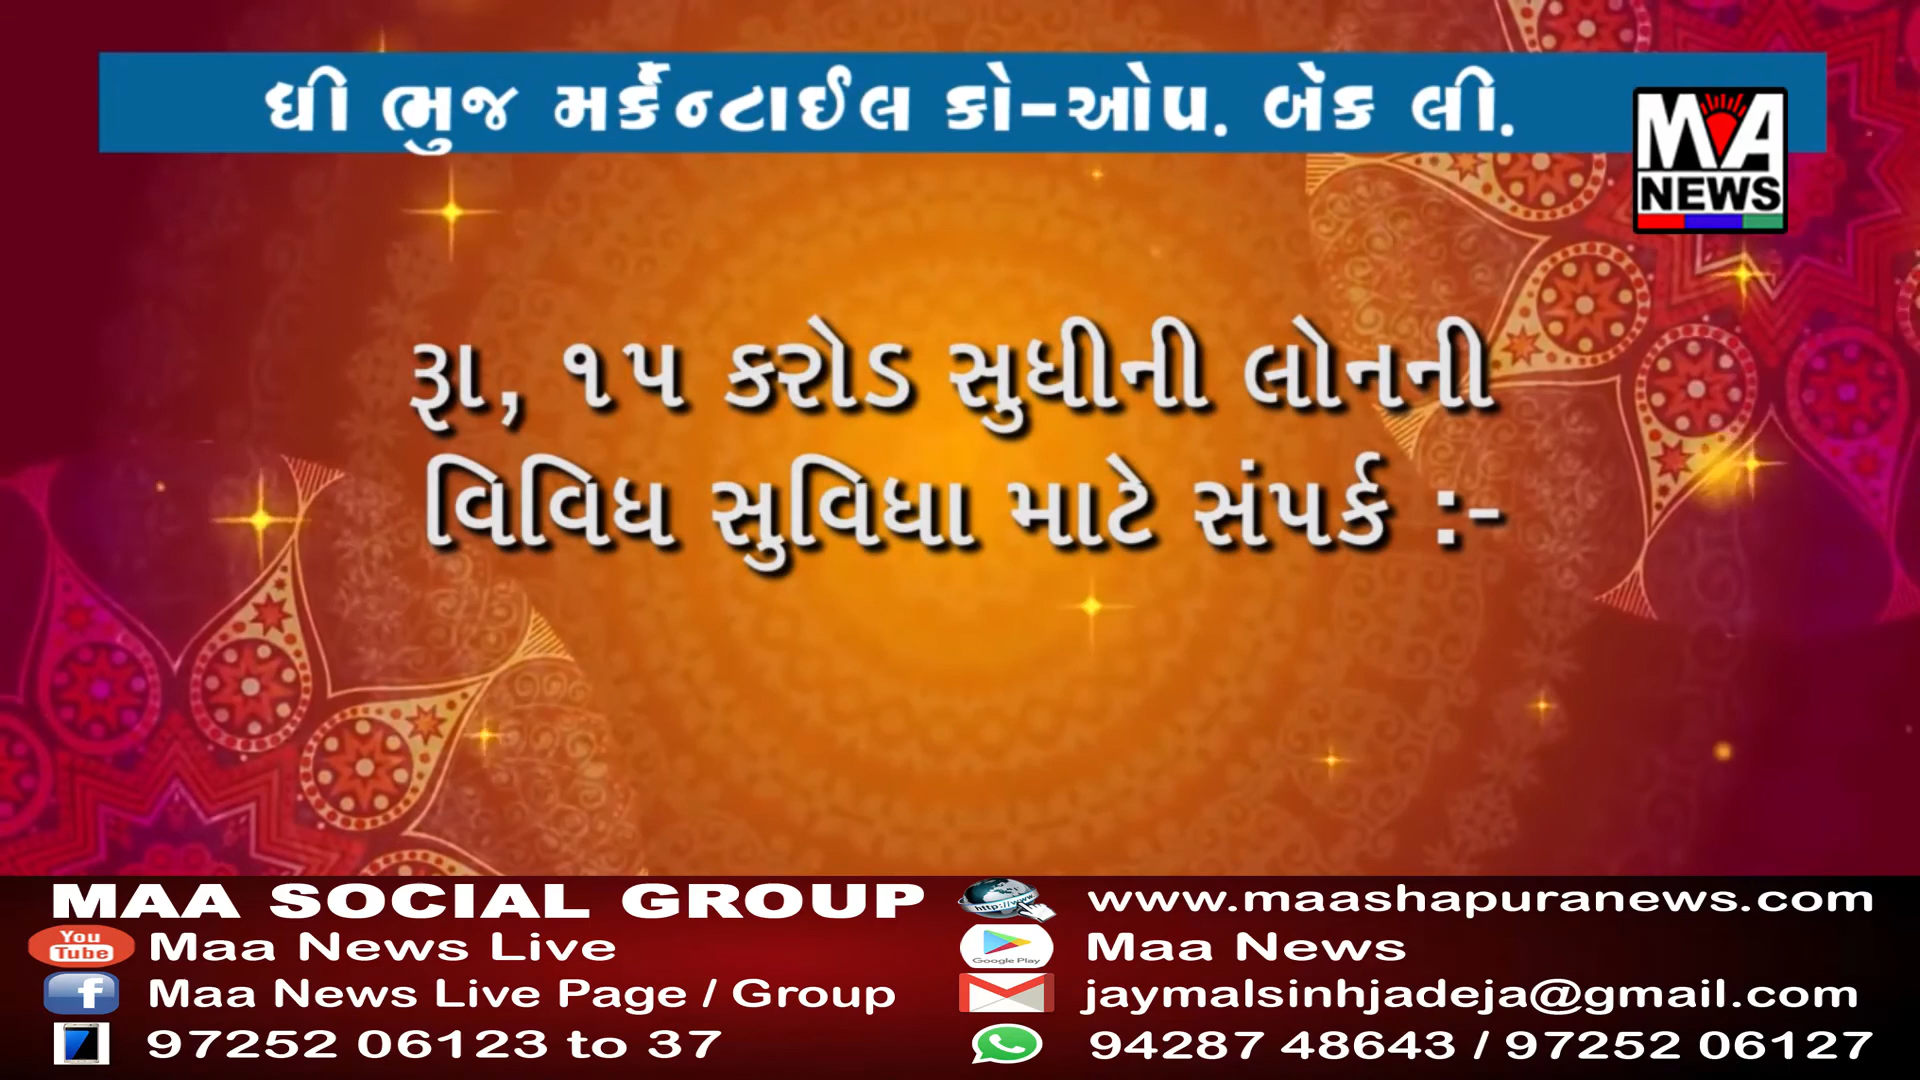 ધી ભુજ મર્કેન્ટાઈલ કો-ઓપ. બેંક લી.
MAA
NEWS
રૂા, ૧૫ કરોડ સુધીની લોનની
વિવિધ સુવિધા માટે સંપર્ક :-
MAA SOCIAL GROUP
You
Tube
Maa News Live
f Maa News Live Page / Group
97252 06123 to 37
http://www.
www.maashapuranews.com
Google Play
Maa News
jaymalsinhjadeja@gmail.com
94287 48643 / 97252 06127